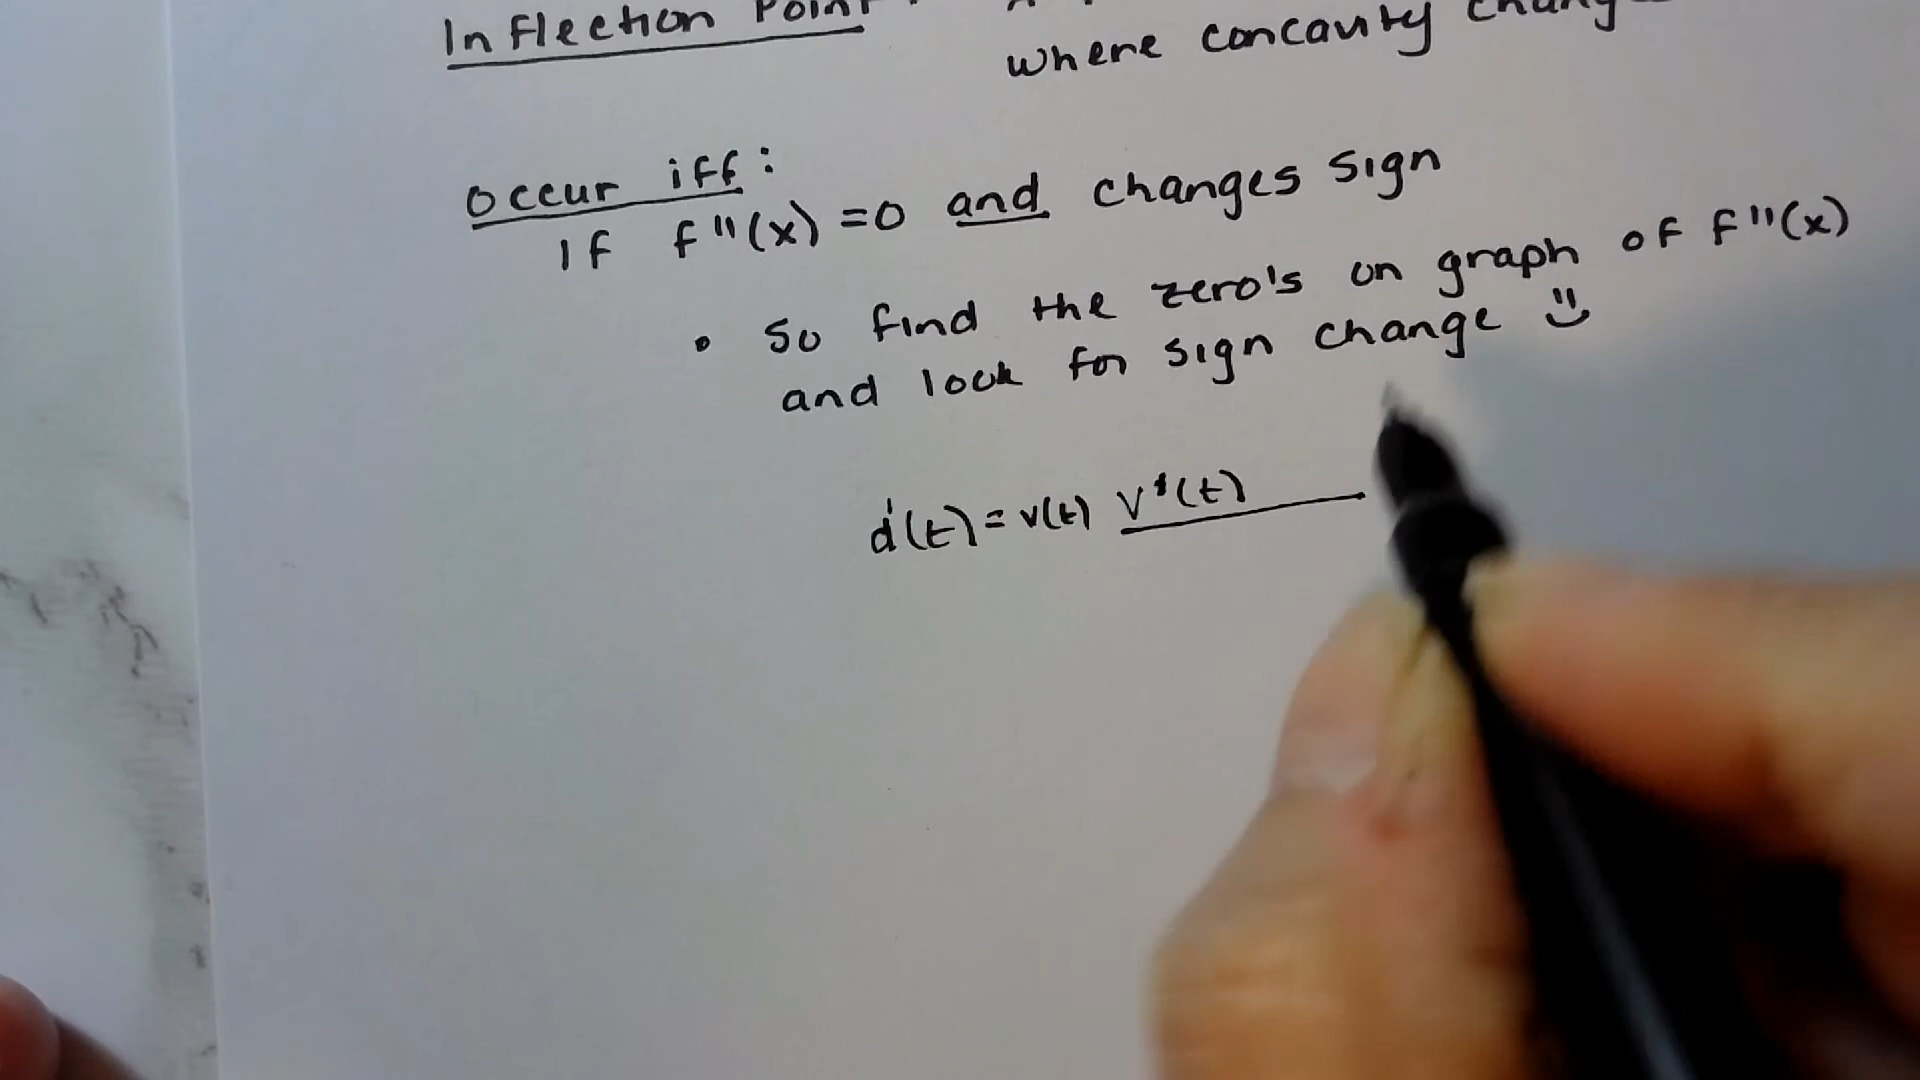 Inflection Point
where concavity
occur iff:
If f''(x) = 0 and changes sign
• So find the zero's on graph of f''(x)
and look for sign change
d'(t) = v(t) v'(t)